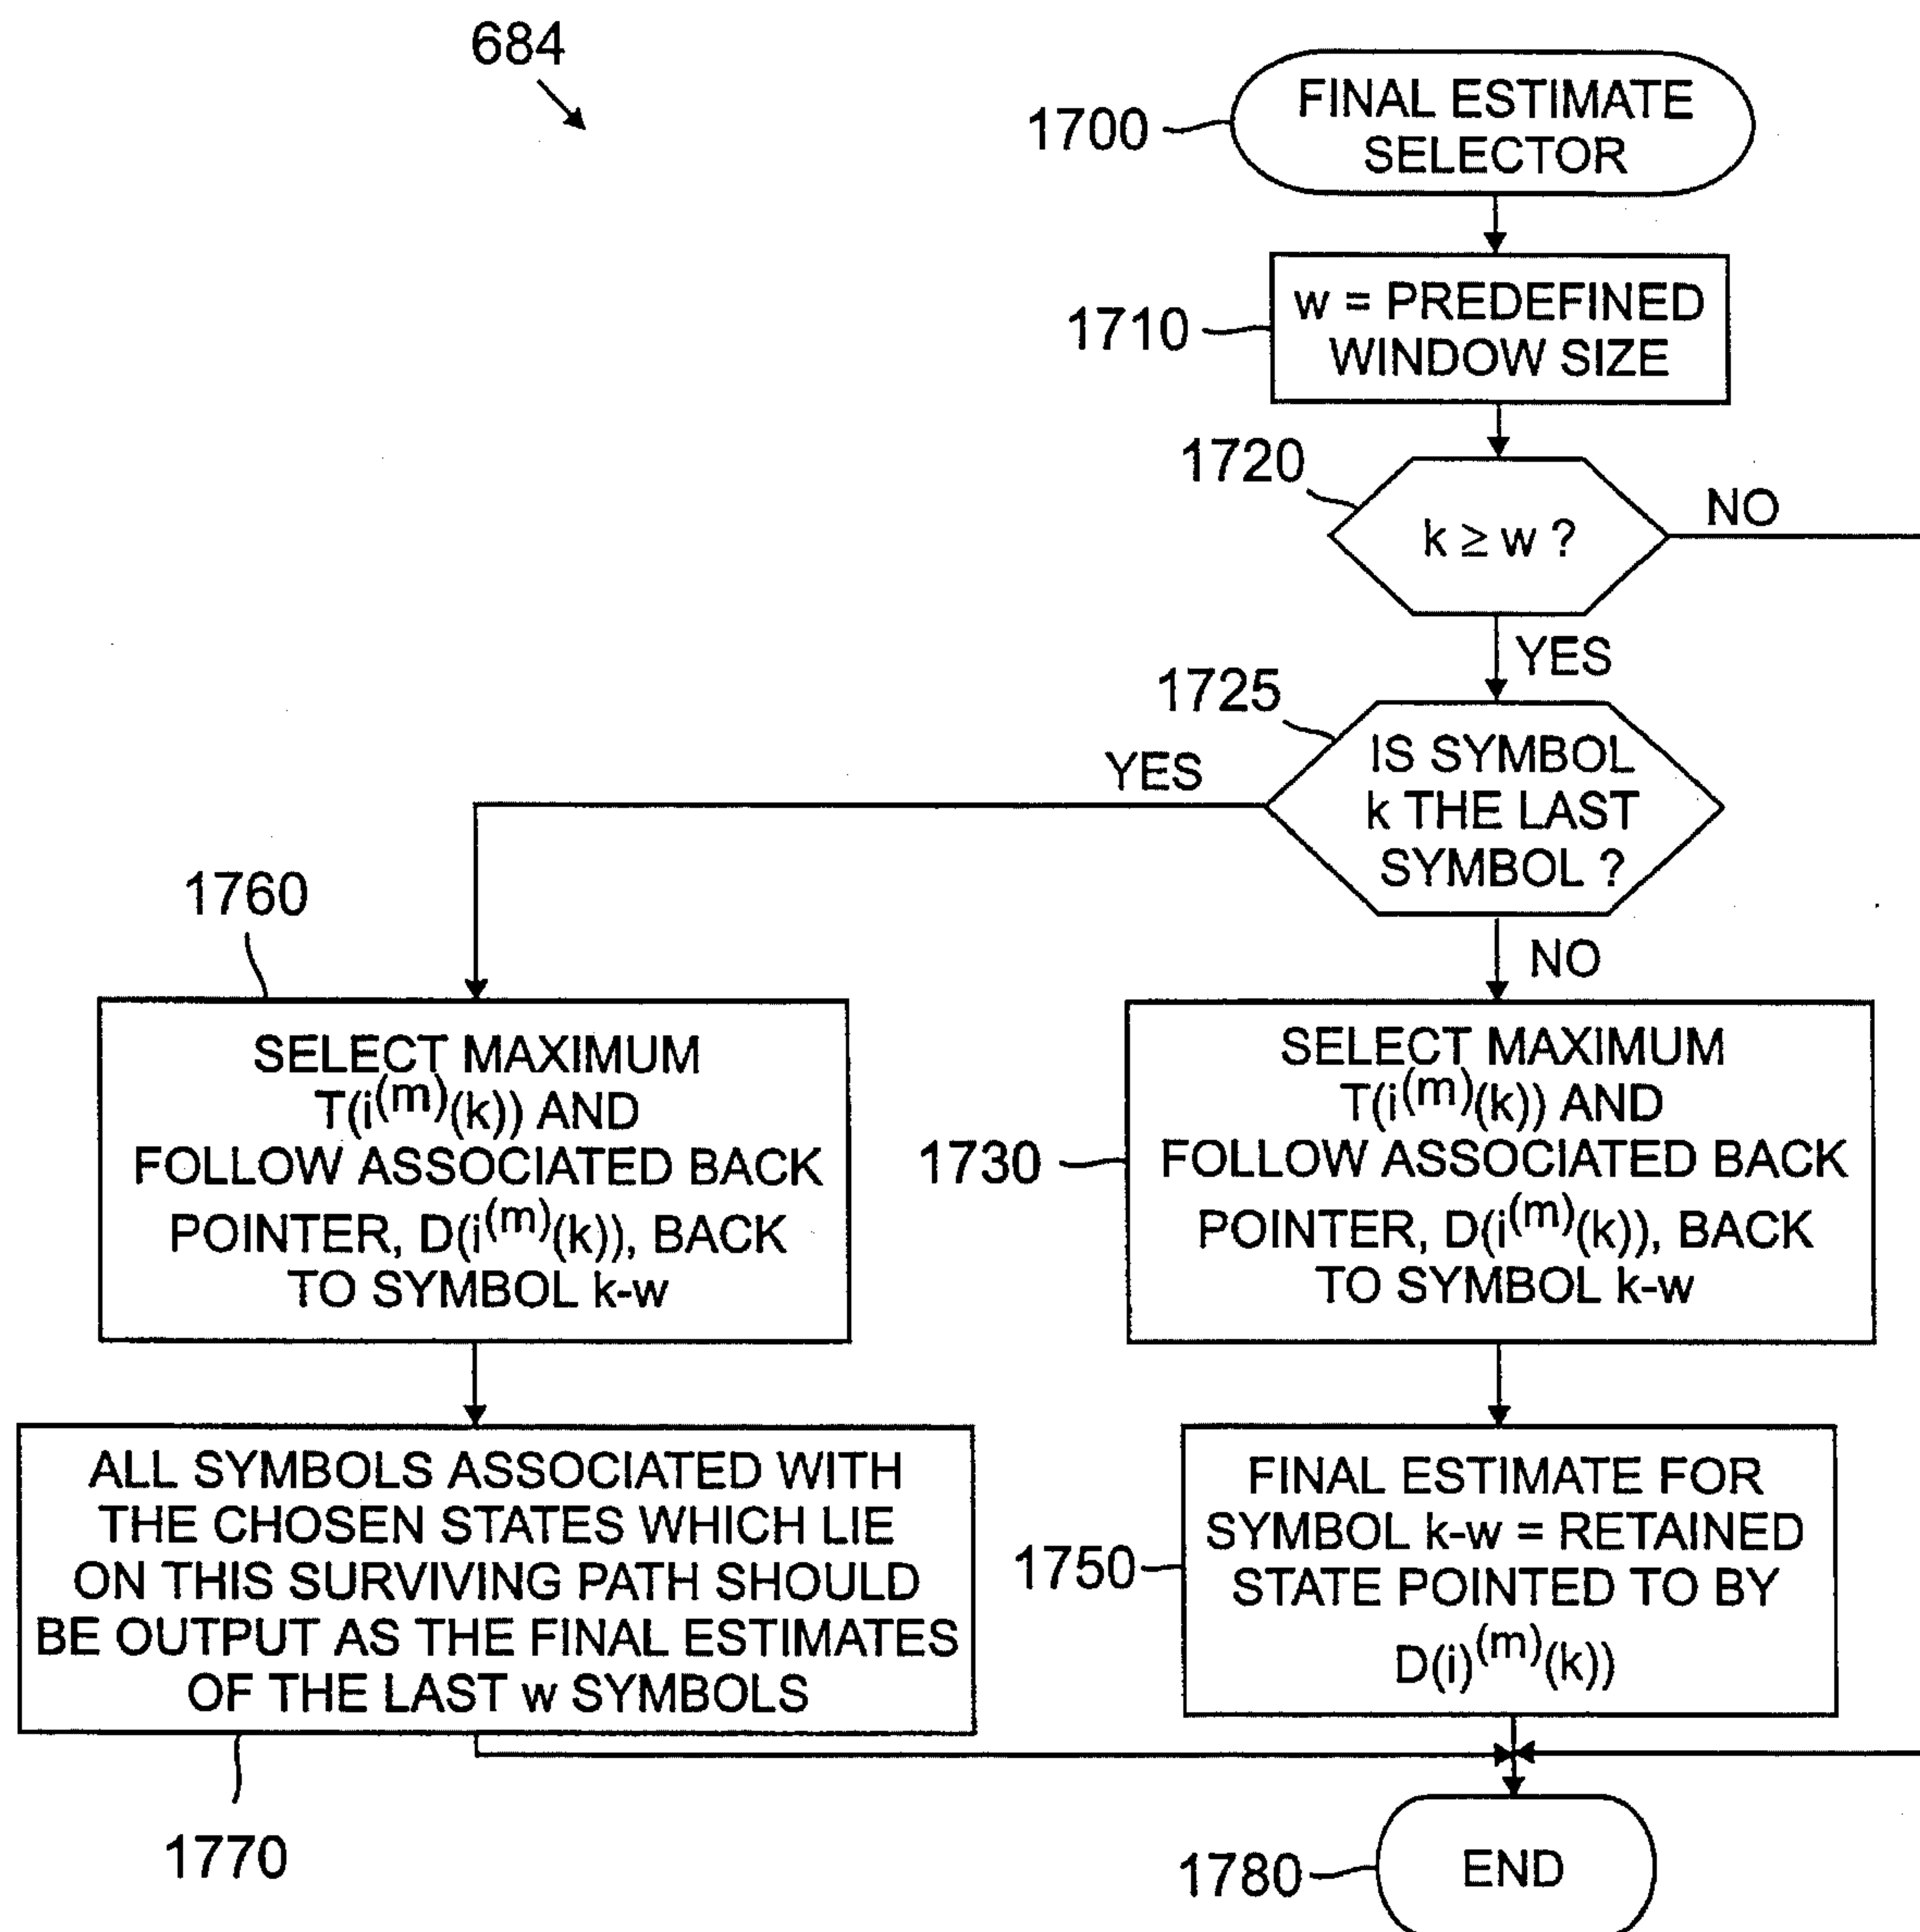 684
FINAL ESTIMATE
SELECTOR
1700
w = PREDEFINED
WINDOW SIZE
1710
1720
k ≥ w ?
NO
YES
1725
IS SYMBOL
k THE LAST
SYMBOL ?
YES
NO
1760
SELECT MAXIMUM
T(i^(m)(k)) AND
FOLLOW ASSOCIATED BACK
POINTER, D(i^(m)(k)), BACK
TO SYMBOL k-w
1730
SELECT MAXIMUM
T(i^(m)(k)) AND
FOLLOW ASSOCIATED BACK
POINTER, D(i^(m)(k)), BACK
TO SYMBOL k-w
ALL SYMBOLS ASSOCIATED WITH
THE CHOSEN STATES WHICH LIE
ON THIS SURVIVING PATH SHOULD
BE OUTPUT AS THE FINAL ESTIMATES
OF THE LAST w SYMBOLS
1770
1750
FINAL ESTIMATE FOR
SYMBOL k-w = RETAINED
STATE POINTED TO BY
D(i)^(m)(k))
1780
END